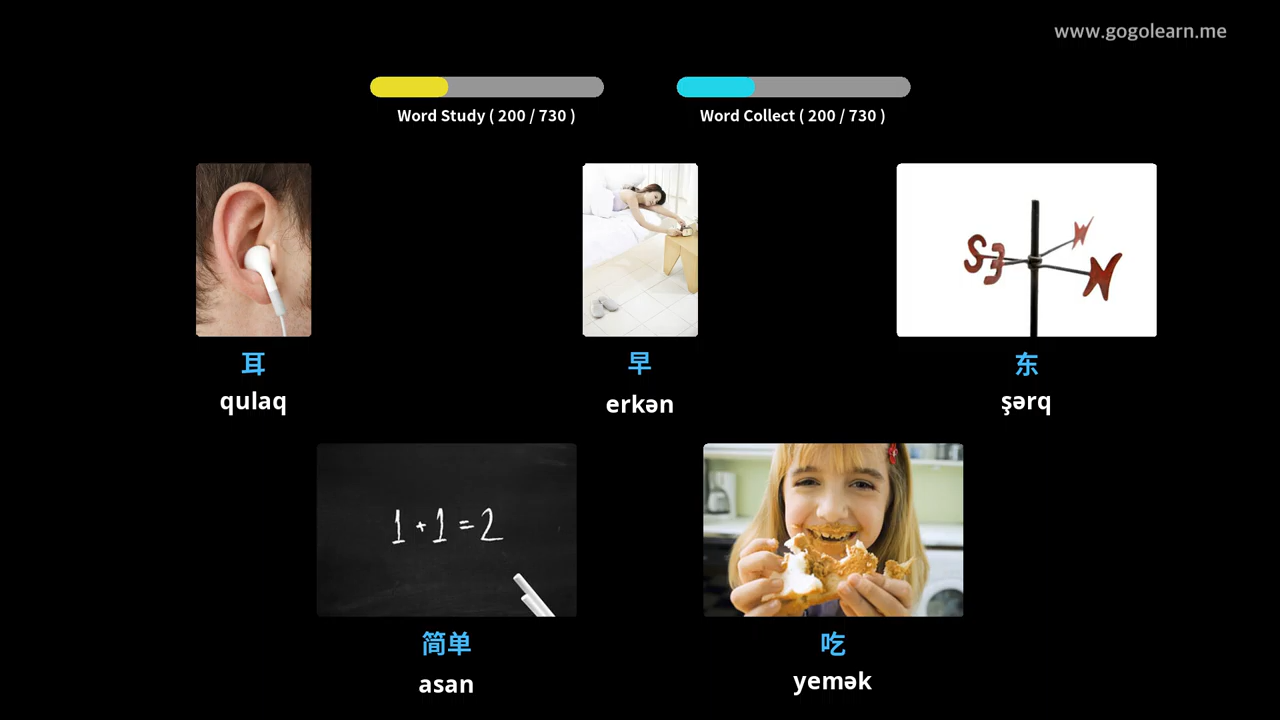 www.gogolearn.me
Word Study ( 200 / 730 )
Word Collect ( 200 / 730 )
S E N
耳
qulaq
早
erkən
东
şərq
1 + 1 = 2
简单
asan
吃
yemək